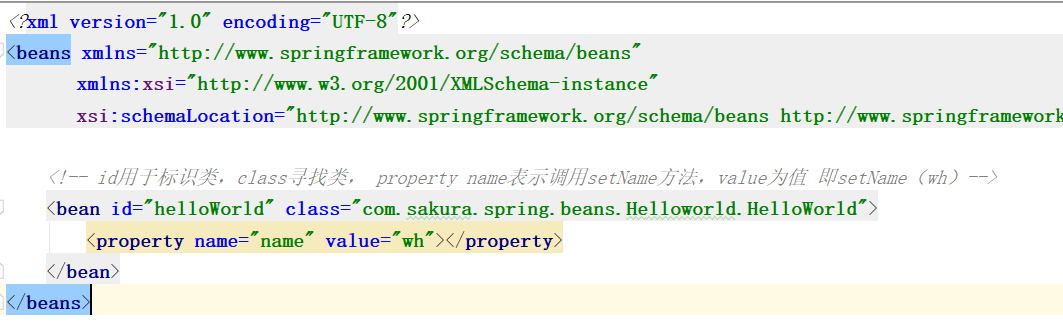 <?xml version="1.0" encoding="UTF-8"?>
<beans xmlns="http://www.springframework.org/schema/beans"
xmlns:xsi="http://www.w3.org/2001/XMLSchema-instance"
xsi:schemaLocation="http://www.springframework.org/schema/beans http://www.springframework
<!-- id用于标识类，class寻找类， property name表示调用setName方法，value为值 即setName（wh）-->
<bean id="helloWorld" class="com.sakura.spring.beans.Helloworld.HelloWorld">
<property name="name" value="wh"></property>
</bean>
</beans>